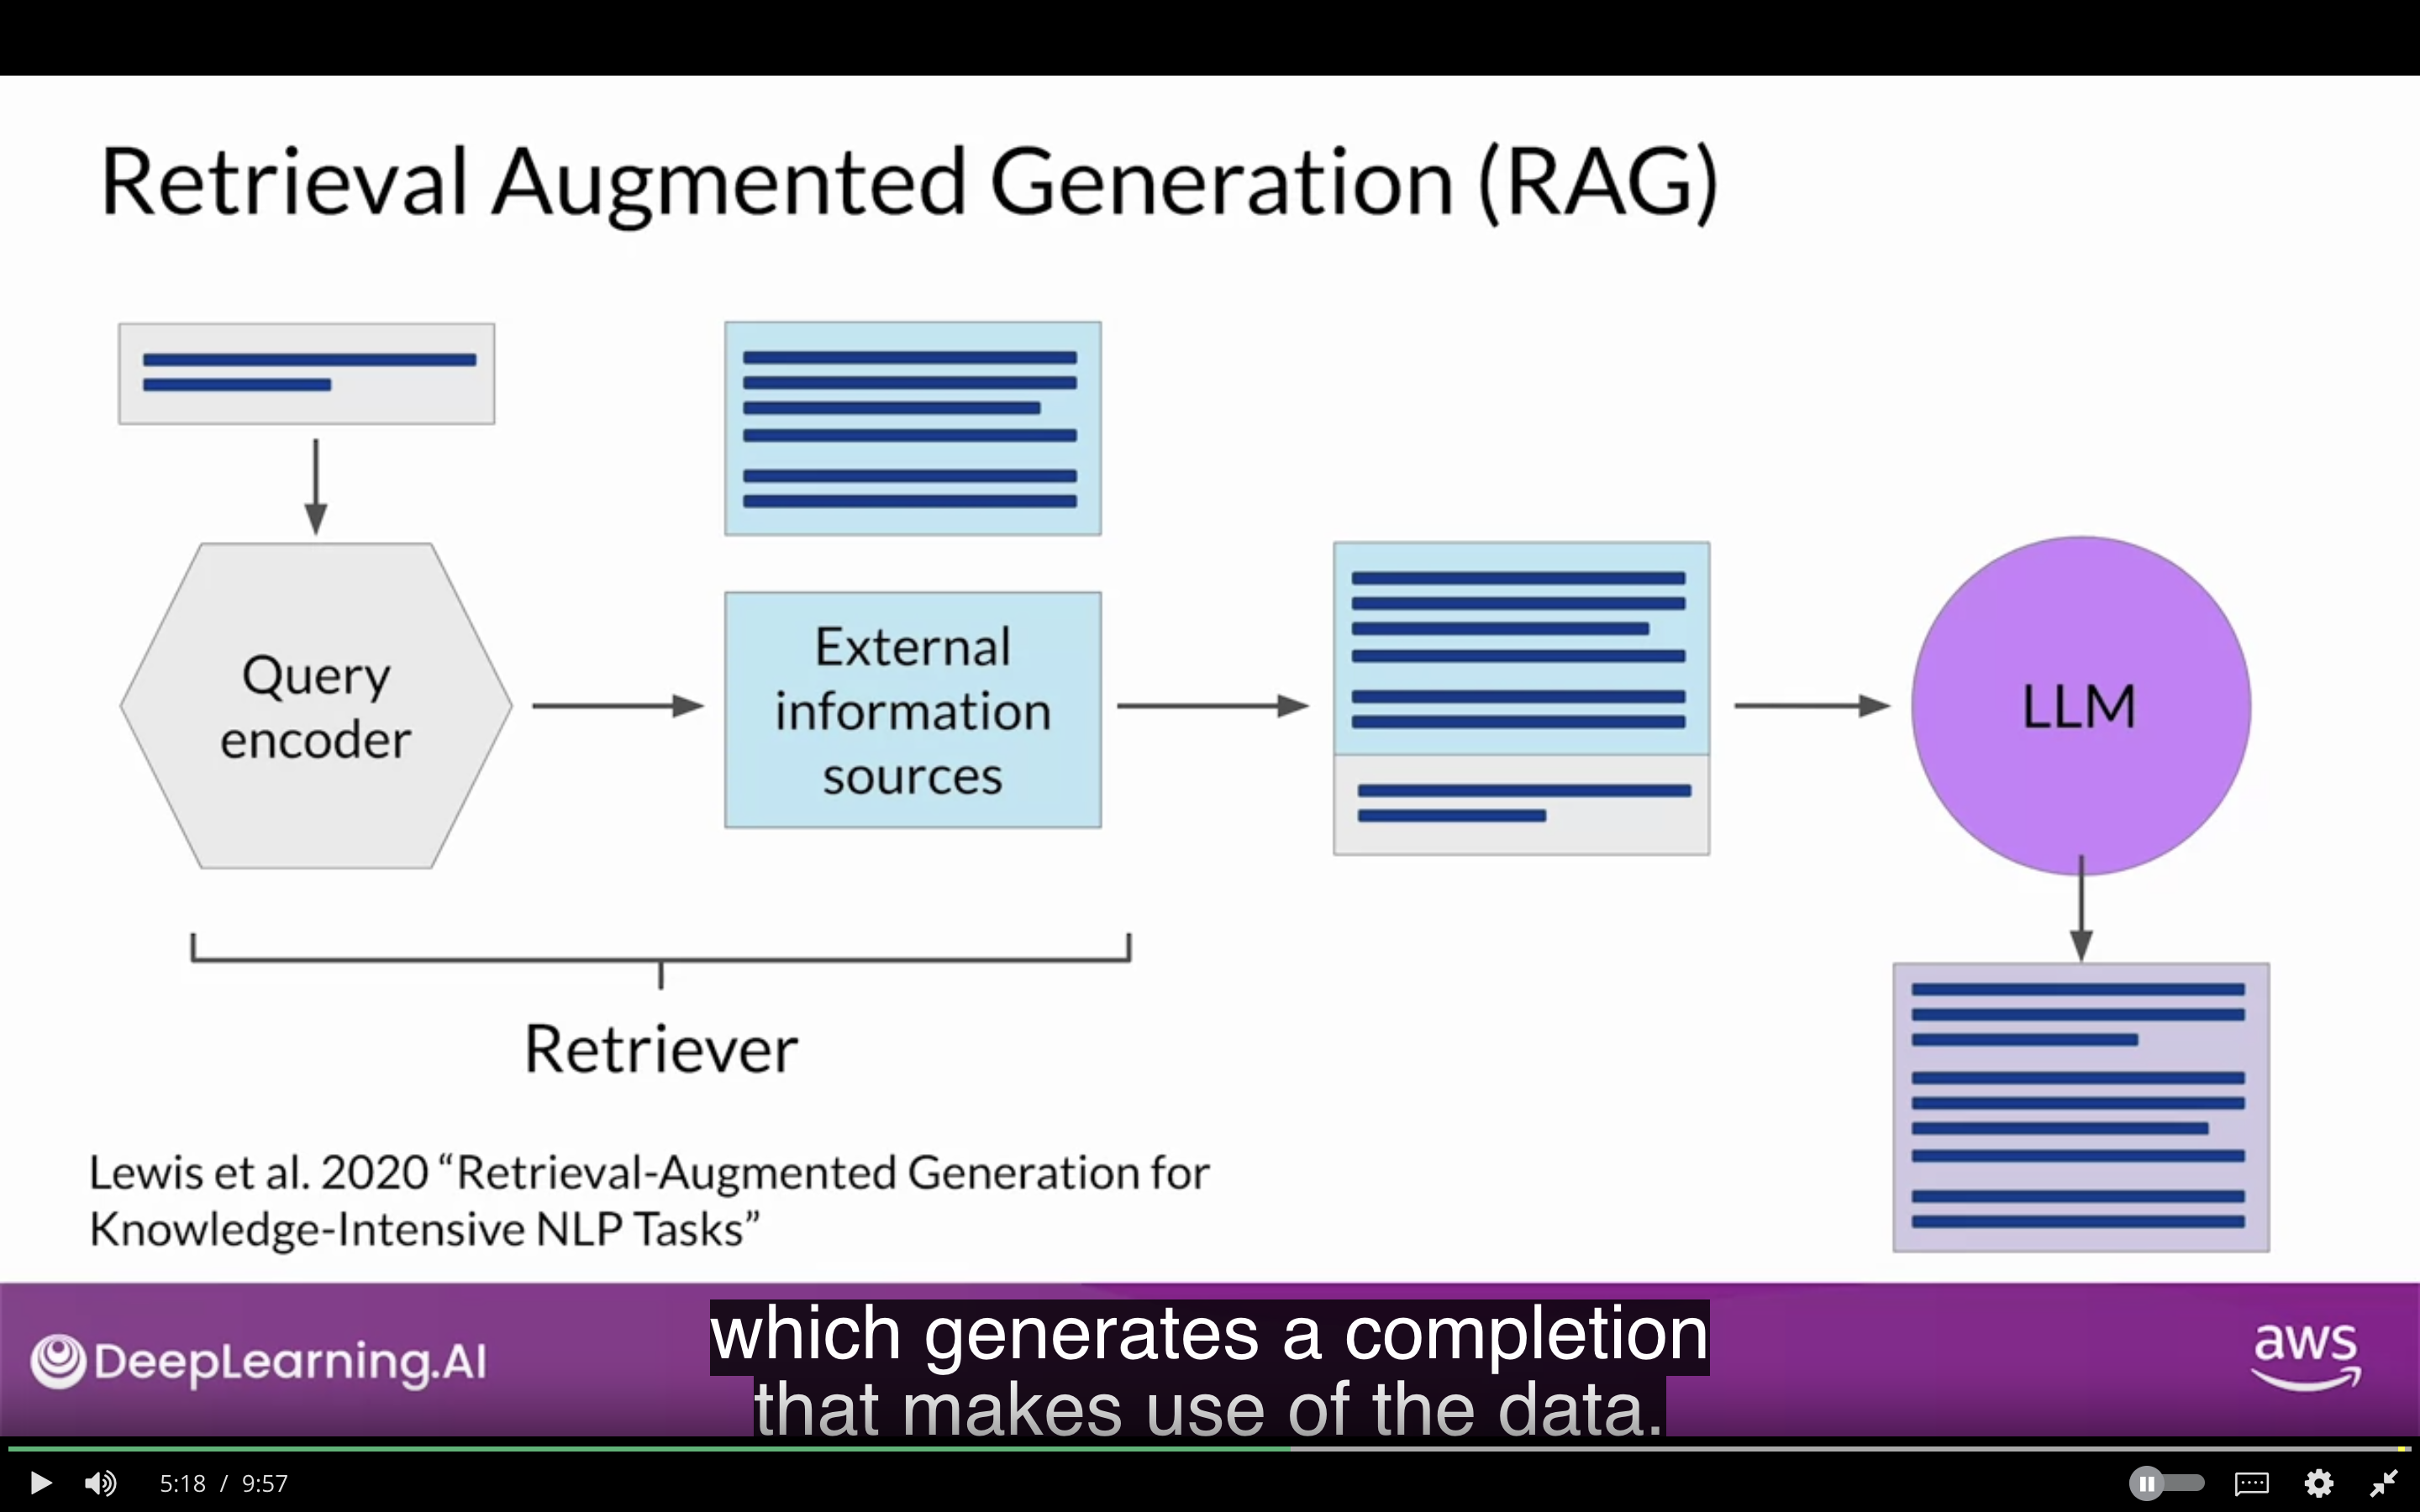 Retrieval Augmented Generation (RAG)
Query
encoder
External
information
sources
LLM
Retriever
Lewis et al. 2020 “Retrieval-Augmented Generation for
Knowledge-Intensive NLP Tasks”
DeepLearning.AI
which generates a completion
that makes use of the data.
aws
5:18 / 9:57